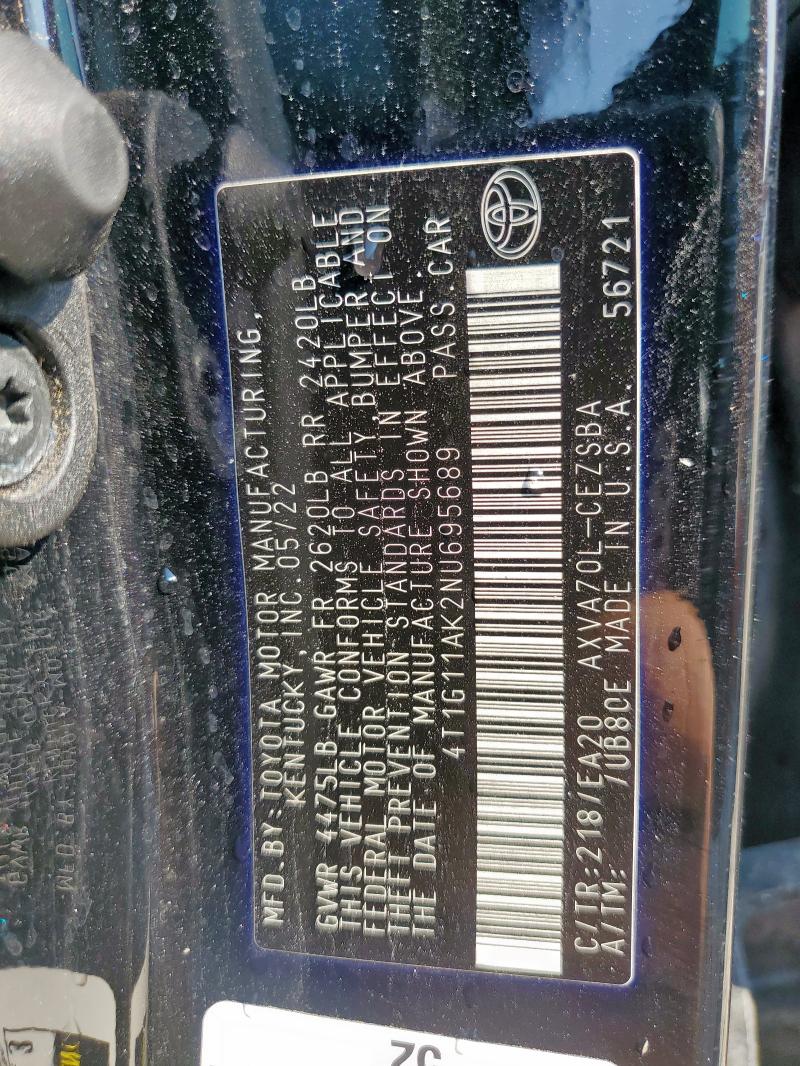 MFD.BY:TOYOTA MOTOR MANUFACTURING,
KENTUCKY, INC.05/22
GVWR 4475LB GAWR FR 2620LB RR 2420LB
THIS VEHICLE CONFORMS TO ALL APPLICABLE
FEDERAL MOTOR VEHICLE SAFETY, BUMPER, AND
THEFT PREVENTION STANDARDS IN EFFECT ON
THE DATE OF MANUFACTURE SHOWN ABOVE.
4T1G11AK2NU695689 PASS.CAR
C/TR:218/EA20 AXVA70L-CEZSBA
A/TM: /UB80E MADE IN U.S.A. 56721
3